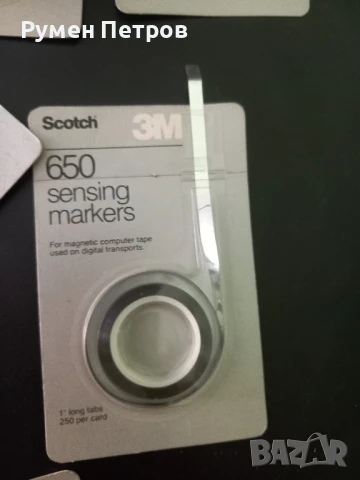 Румен Петров
Scotch 3M
650
sensing
markers
For magnetic computer tape
used on digital transports.
1" long tabs
250 per card
BAZAR